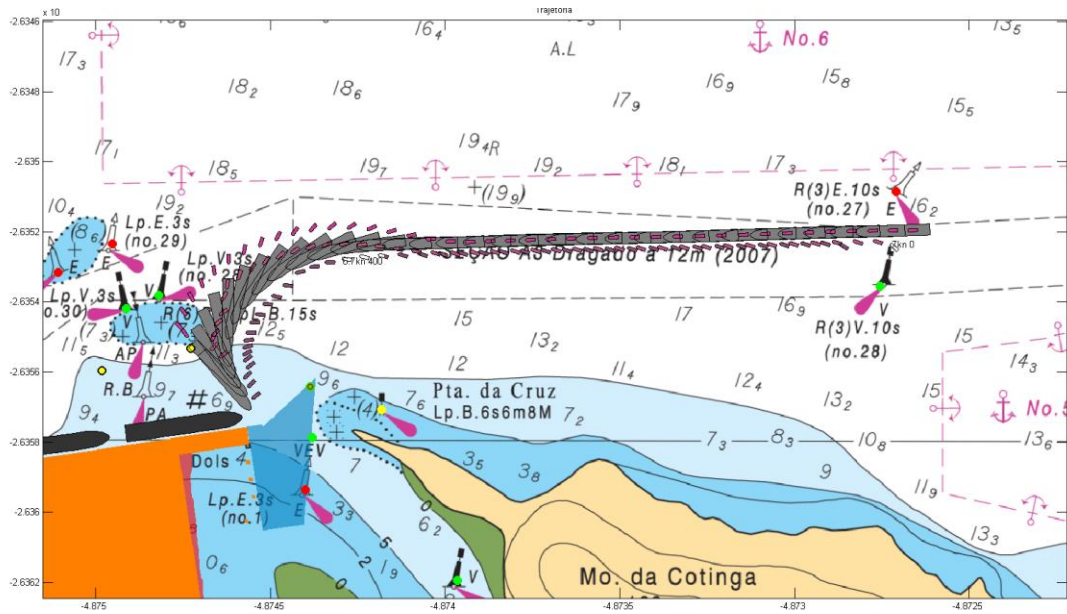 Trajetoria
x 10
-2.6346
-2.6348
-2.635
-2.6352
-2.6354
-2.6356
-2.6358
-2.636
-2.6362
16₄
13₅
No.6
A.L
17₃
18₂
18₆
16₉
15₈
17₉
15₅
19₄R
17₁
18₅
19₇
19₂
18₁
17₃
+(19₉)
R(3)E.10s
(no.27)
E
16₂
10₄
19₂
(8₆)
Lp.E.3s
(no.29)
E
E
Lp.V.3s
(no. 28
7kn 0
6.7kn 400
Dragado a 12m (2007)
Lp.V.3s
o.30)
V
V
B.15s
(7₃)
12₅
15
13₂
17
16₉
V
R(3)V.10s
(no.28)
15
14₃
11₅
AP
11₃
12
12
11₄
12₄
13₂
15
No.5
R.B
9₇
# 6₉
9₆
Pta. da Cruz
Lp.B.6s6m8M
9₄
PA
(4)
7₆
7₂
7₃
8₃
10₈
13₆
VEV
Dols 4
7
3₅
3₈
9
11₉
Lp.E.3s
(no.1)
E
3₃
6₂
0
13₃
5
2
1₉
0₆
0
V
Mo. da Cotinga
-4.875
-4.8745
-4.874
-4.8735
-4.873
-4.8725